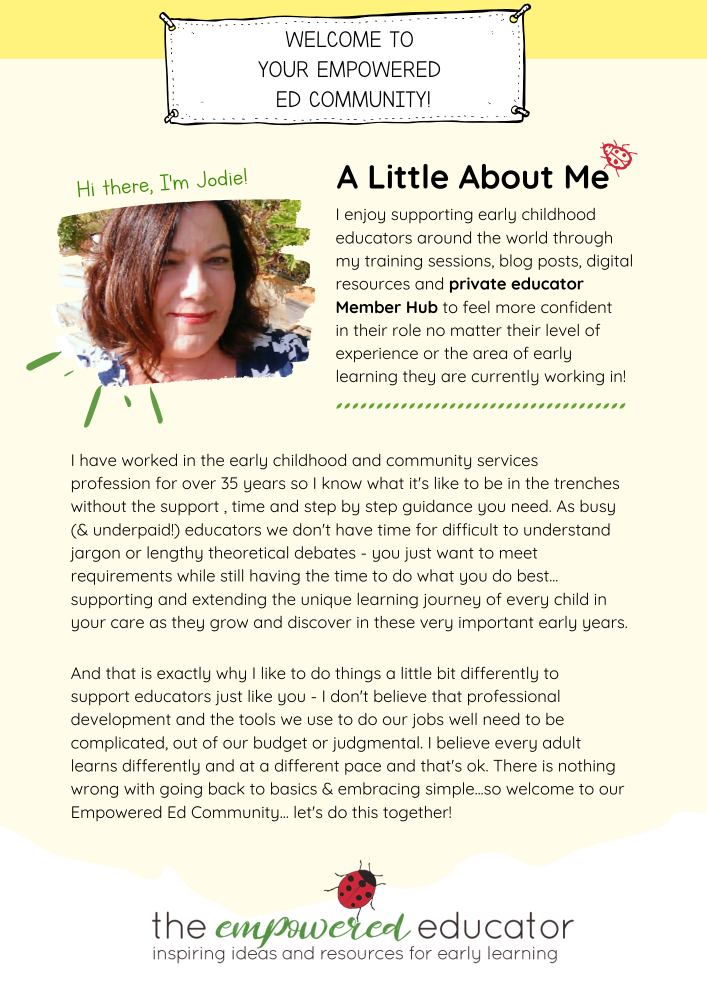 WELCOME TO
YOUR EMPOWERED
ED COMMUNITY!
Hi there, I'm Jodie!
A Little About Me
I enjoy supporting early childhood
educators around the world through
my training sessions, blog posts, digital
resources and private educator
Member Hub to feel more confident
in their role no matter their level of
experience or the area of early
learning they are currently working in!
I have worked in the early childhood and community services
profession for over 35 years so I know what it's like to be in the trenches
without the support , time and step by step guidance you need. As busy
(& underpaid!) educators we don't have time for difficult to understand
jargon or lengthy theoretical debates - you just want to meet
requirements while still having the time to do what you do best...
supporting and extending the unique learning journey of every child in
your care as they grow and discover in these very important early years.
And that is exactly why I like to do things a little bit differently to
support educators just like you - I don't believe that professional
development and the tools we use to do our jobs well need to be
complicated, out of our budget or judgmental. I believe every adult
learns differently and at a different pace and that's ok. There is nothing
wrong with going back to basics & embracing simple...so welcome to our
Empowered Ed Community... let's do this together!
the empowered educator
inspiring ideas and resources for early learning